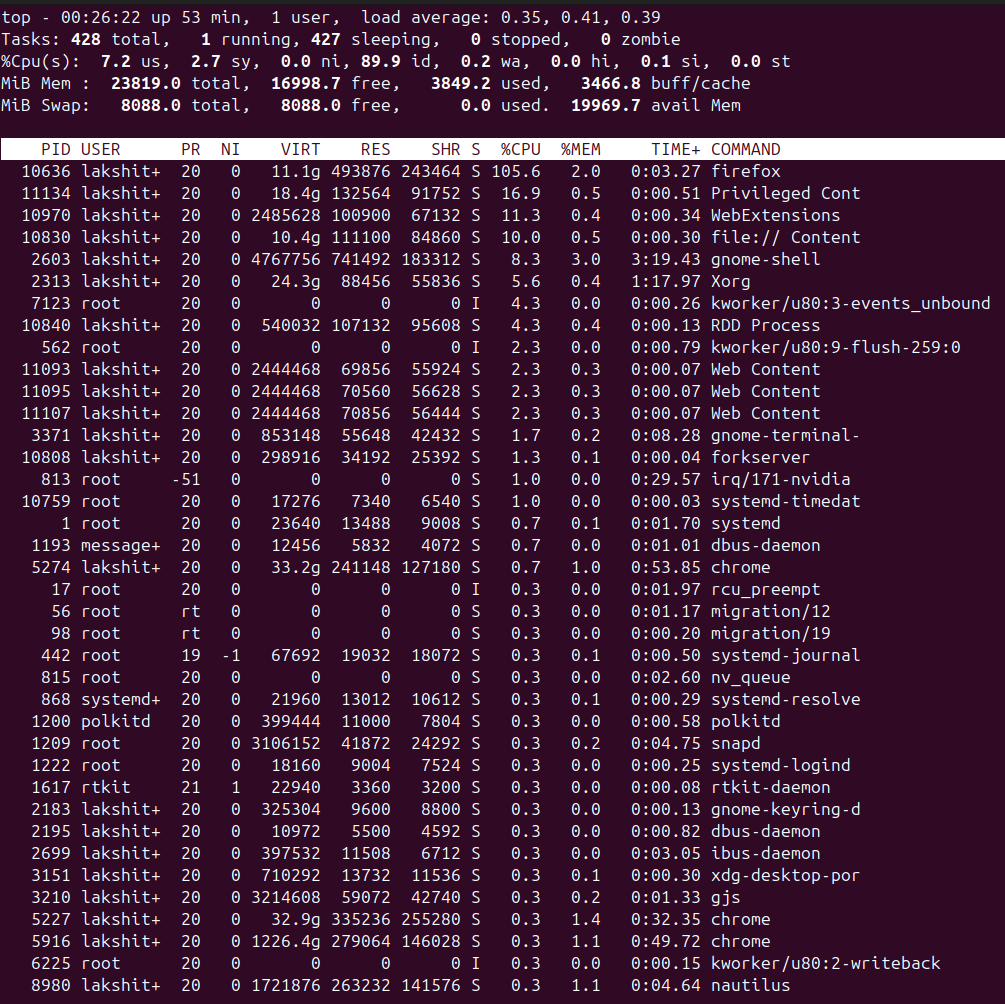 top - 00:26:22 up 53 min,  1 user,  load average: 0.35, 0.41, 0.39
Tasks: 428 total,   1 running, 427 sleeping,   0 stopped,   0 zombie
%Cpu(s):  7.2 us,  2.7 sy,  0.0 ni, 89.9 id,  0.2 wa,  0.0 hi,  0.1 si,  0.0 st
MiB Mem :  23819.0 total,  16998.7 free,   3849.2 used,   3466.8 buff/cache
MiB Swap:   8088.0 total,   8088.0 free,      0.0 used.  19969.7 avail Mem
    PID USER      PR  NI    VIRT    RES    SHR S  %CPU  %MEM     TIME+ COMMAND
  10636 lakshit+  20   0   11.1g 493876 243464 S 105.6   2.0   0:03.27 firefox
  11134 lakshit+  20   0   18.4g 132564  91752 S  16.9   0.5   0:00.51 Privileged Cont
  10970 lakshit+  20   0 2485628 100900  67132 S  11.3   0.4   0:00.34 WebExtensions
  10830 lakshit+  20   0   10.4g 111100  84860 S  10.0   0.5   0:00.30 file:// Content
   2603 lakshit+  20   0 4767756 741492 183312 S   8.3   3.0   3:19.43 gnome-shell
   2313 lakshit+  20   0   24.3g  88456  55836 S   5.6   0.4   1:17.97 Xorg
   7123 root      20   0       0      0      0 I   4.3   0.0   0:00.26 kworker/u80:3-events_unbound
  10840 lakshit+  20   0  540032 107132  95608 S   4.3   0.4   0:00.13 RDD Process
    562 root      20   0       0      0      0 I   2.3   0.0   0:00.79 kworker/u80:9-flush-259:0
  11093 lakshit+  20   0 2444468  69856  55924 S   2.3   0.3   0:00.07 Web Content
  11095 lakshit+  20   0 2444468  70560  56628 S   2.3   0.3   0:00.07 Web Content
  11107 lakshit+  20   0 2444468  70856  56444 S   2.3   0.3   0:00.07 Web Content
   3371 lakshit+  20   0  853148  55648  42432 S   1.7   0.2   0:08.28 gnome-terminal-
  10808 lakshit+  20   0  298916  34192  25392 S   1.3   0.1   0:00.04 forkserver
    813 root     -51   0       0      0      0 S   1.0   0.0   0:29.57 irq/171-nvidia
  10759 root      20   0   17276   7340   6540 S   1.0   0.0   0:00.03 systemd-timedat
      1 root      20   0   23640  13488   9008 S   0.7   0.1   0:01.70 systemd
   1193 message+  20   0   12456   5832   4072 S   0.7   0.0   0:01.01 dbus-daemon
   5274 lakshit+  20   0   33.2g 241148 127180 S   0.7   1.0   0:53.85 chrome
     17 root      20   0       0      0      0 I   0.3   0.0   0:01.97 rcu_preempt
     56 root      rt   0       0      0      0 S   0.3   0.0   0:01.17 migration/12
     98 root      rt   0       0      0      0 S   0.3   0.0   0:00.20 migration/19
    442 root      19  -1   67692  19032  18072 S   0.3   0.1   0:00.50 systemd-journal
    815 root      20   0       0      0      0 S   0.3   0.0   0:02.60 nv_queue
    868 systemd+  20   0   21960  13012  10612 S   0.3   0.1   0:00.29 systemd-resolve
   1200 polkitd   20   0  399444  11000   7804 S   0.3   0.0   0:00.58 polkitd
   1209 root      20   0 3106152  41872  24292 S   0.3   0.2   0:04.75 snapd
   1222 root      20   0   18160   9004   7524 S   0.3   0.0   0:00.25 systemd-logind
   1617 rtkit     21   1   22940   3360   3200 S   0.3   0.0   0:00.08 rtkit-daemon
   2183 lakshit+  20   0  325304   9600   8800 S   0.3   0.0   0:00.13 gnome-keyring-d
   2195 lakshit+  20   0   10972   5500   4592 S   0.3   0.0   0:00.82 dbus-daemon
   2699 lakshit+  20   0  397532  11508   6712 S   0.3   0.0   0:03.05 ibus-daemon
   3151 lakshit+  20   0  710292  13732  11536 S   0.3   0.1   0:00.30 xdg-desktop-por
   3210 lakshit+  20   0 3214608  59072  42740 S   0.3   0.2   0:01.33 gjs
   5227 lakshit+  20   0   32.9g 335236 255280 S   0.3   1.4   0:32.35 chrome
   5916 lakshit+  20   0 1226.4g 279064 146028 S   0.3   1.1   0:49.72 chrome
   6225 root      20   0       0      0      0 I   0.3   0.0   0:00.15 kworker/u80:2-writeback
   8980 lakshit+  20   0 1721876 263232 141576 S   0.3   1.1   0:04.64 nautilus